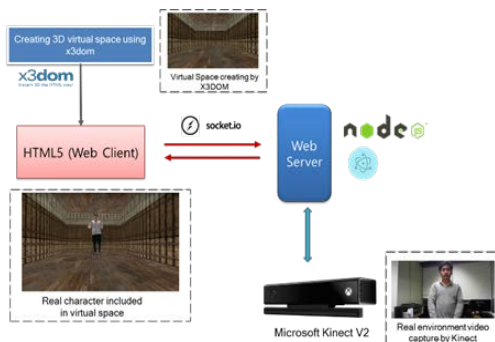 Creating 3D virtual space using
x3dom
x3dom
Virtual Space creating by
X3DOM
socket.io
HTML5 (Web Client)
Web
Server
node
JS
Real character included
in virtual space
Microsoft Kinect V2
Real environment video
capture by Kinect